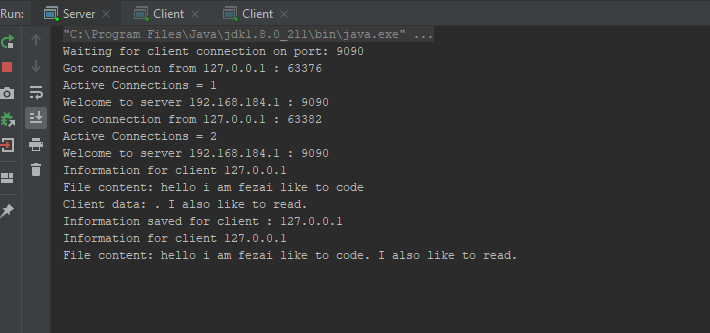 Run: Server Client Client
"C:\Program Files\Java\jdk1.8.0_211\bin\java.exe" ...
Waiting for client connection on port: 9090
Got connection from 127.0.0.1 : 63376
Active Connections = 1
Welcome to server 192.168.184.1 : 9090
Got connection from 127.0.0.1 : 63382
Active Connections = 2
Welcome to server 192.168.184.1 : 9090
Information for client 127.0.0.1
File content: hello i am fezai like to code
Client data: . I also like to read.
Information saved for client : 127.0.0.1
Information for client 127.0.0.1
File content: hello i am fezai like to code. I also like to read.